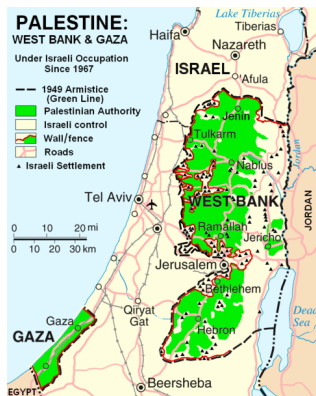 PALESTINE:
WEST BANK & GAZA
Under Israeli Occupation
Since 1967
1949 Armistice
(Green Line)
Palestinian Authority
Israeli control
Wall/fence
Roads
Israeli Settlement
0 10 20 mi
0 10 20 30 km
Lake Tiberias
Haifa
Tiberias
Nazareth
ISRAEL
Afula
Jenin
Tulkarm
Jordan
Nablus
Tel Aviv
WEST BANK
JORDAN
Ramallah
Jericho
Jerusalem
Bethlehem
Qiryat
Gat
Dead
Sea
Gaza
GAZA
Hebron
Beersheba
EGYPT